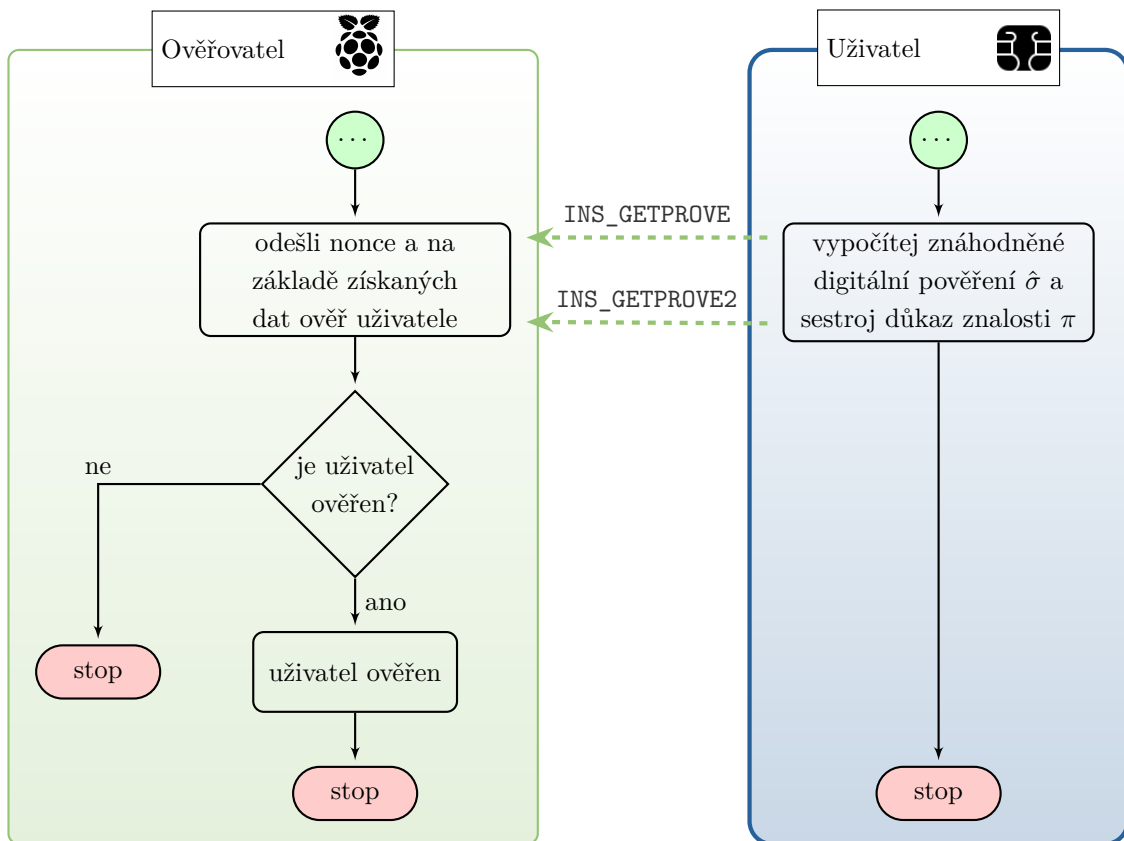 Ověřovatel
Uživatel
...
...
INS_GETPROVE
INS_GETPROVE2
odešli nonce a na
základě získaných
dat ověř uživatele
vypočítej znáhodněné
digitální pověření σ̂ a
sestroj důkaz znalosti π
je uživatel
ověřen?
ne
ano
stop
uživatel ověřen
stop
stop